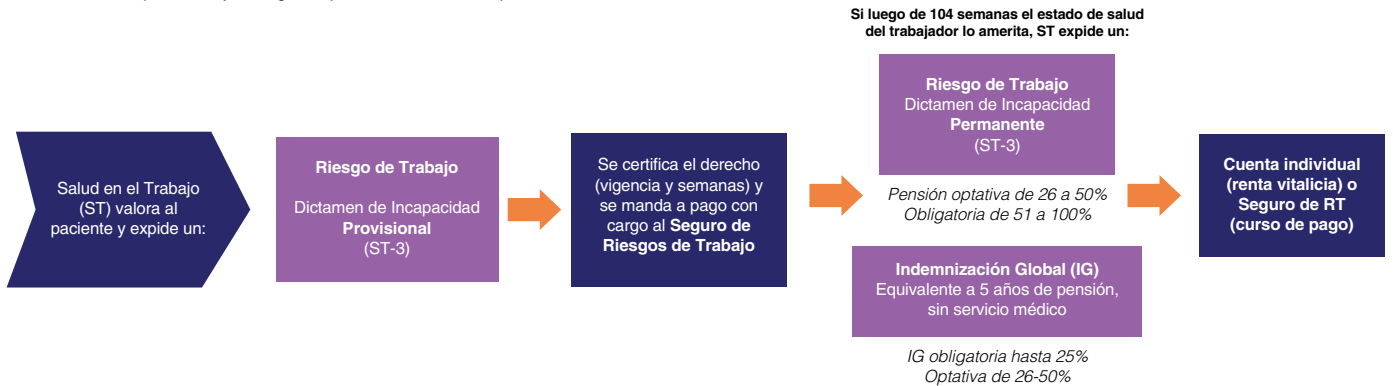 Salud en el Trabajo
(ST) valora al
paciente y expide un:
Riesgo de Trabajo
Dictamen de Incapacidad
Provisional
(ST-3)
Se certifica el derecho
(vigencia y semanas) y
se manda a pago con
cargo al Seguro de
Riesgos de Trabajo
Si luego de 104 semanas el estado de salud
del trabajador lo amerita, ST expide un:
Riesgo de Trabajo
Dictamen de Incapacidad
Permanente
(ST-3)
Pensión optativa de 26 a 50%
Obligatoria de 51 a 100%
Indemnización Global (IG)
Equivalente a 5 años de pensión,
sin servicio médico
IG obligatoria hasta 25%
Optativa de 26-50%
Cuenta individual
(renta vitalicia) o
Seguro de RT
(curso de pago)